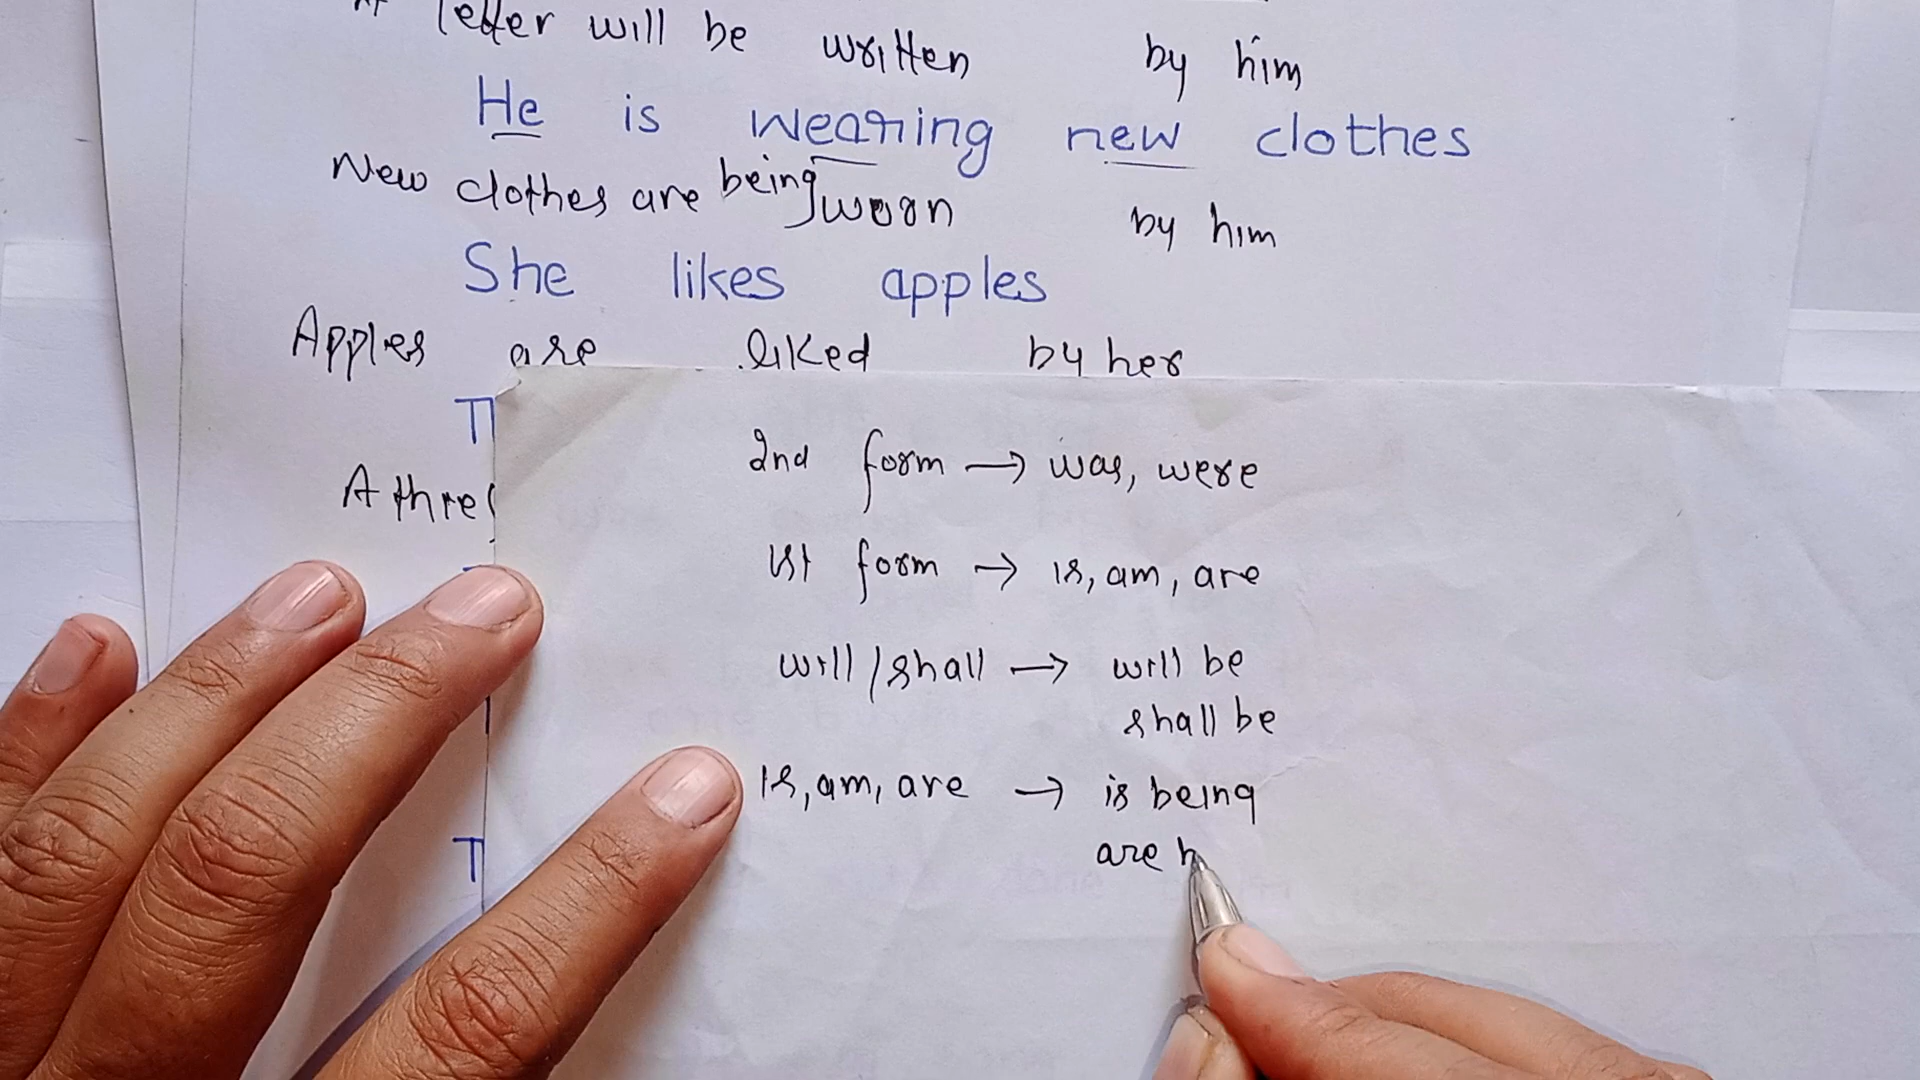 letter will be written by him
He is wearing new clothes
New clothes are being worn by him
She likes apples
Apples are liked by her
A
2nd form → was, were
1st form → is, am, are
will/shall → will be
shall be
is, am, are → is being
are